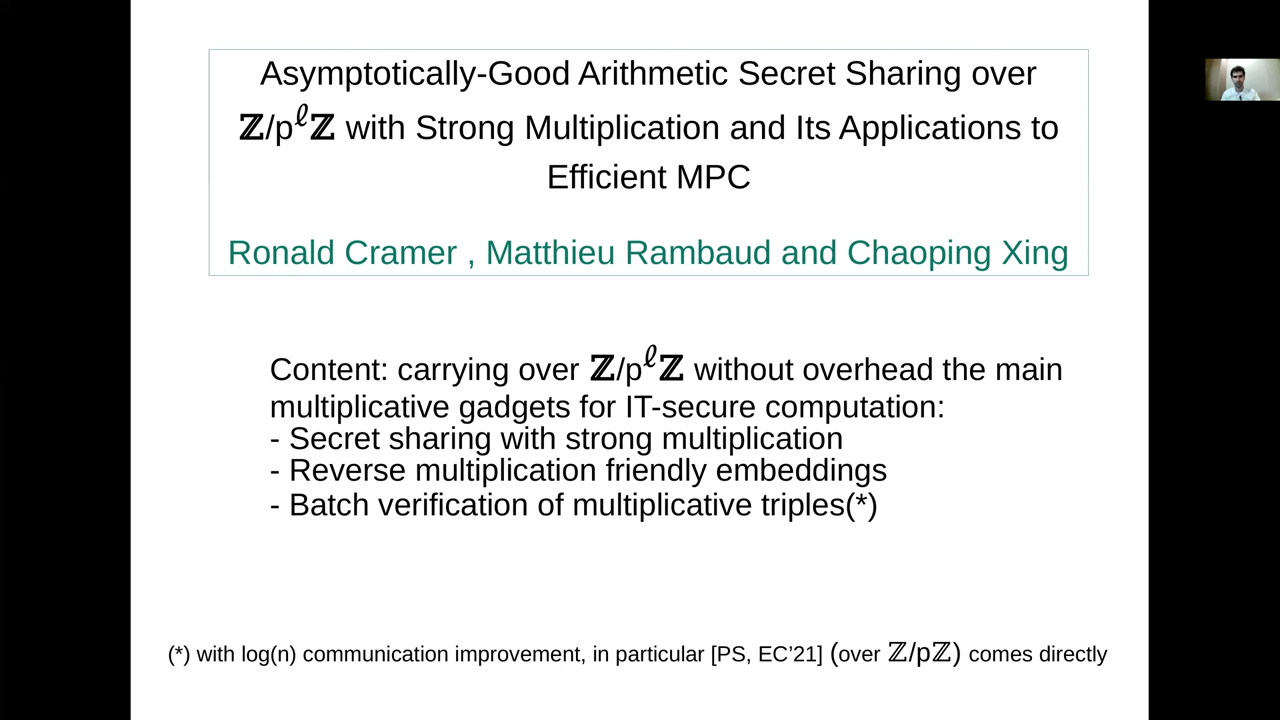 Asymptotically-Good Arithmetic Secret Sharing over
ℤ/pℓℤ with Strong Multiplication and Its Applications to
Efficient MPC
Ronald Cramer , Matthieu Rambaud and Chaoping Xing
Content: carrying over ℤ/pℓℤ without overhead the main
multiplicative gadgets for IT-secure computation:
- Secret sharing with strong multiplication
- Reverse multiplication friendly embeddings
- Batch verification of multiplicative triples(*)
(*) with log(n) communication improvement, in particular [PS, EC’21] (over ℤ/pℤ) comes directly